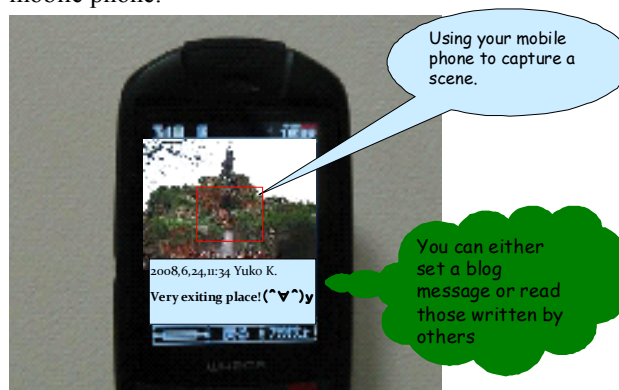 mobile phone.
Using your mobile
phone to capture a
scene.
2008,6,24,11:34 Yuko K.
Very exiting place!(^∀^)y
You can either
set a blog
message or read
those written by
others